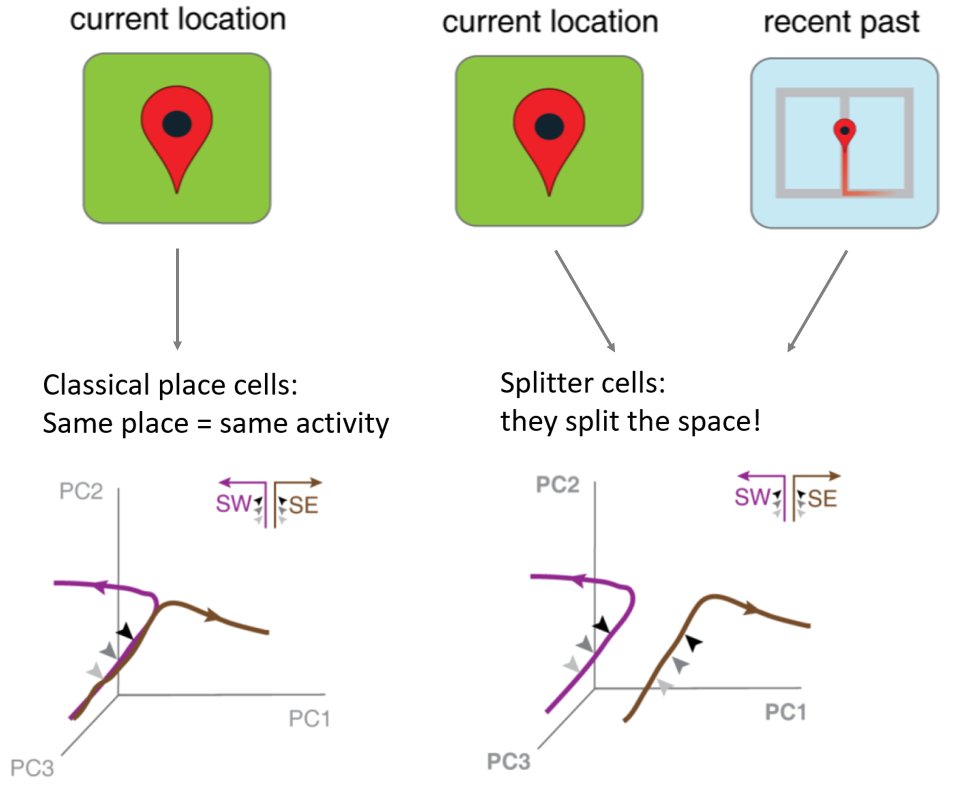 current location
current location
recent past
Classical place cells:
Same place = same activity
Splitter cells:
they split the space!
PC2
SW
SE
PC1
PC3
PC2
SW
SE
PC1
PC3